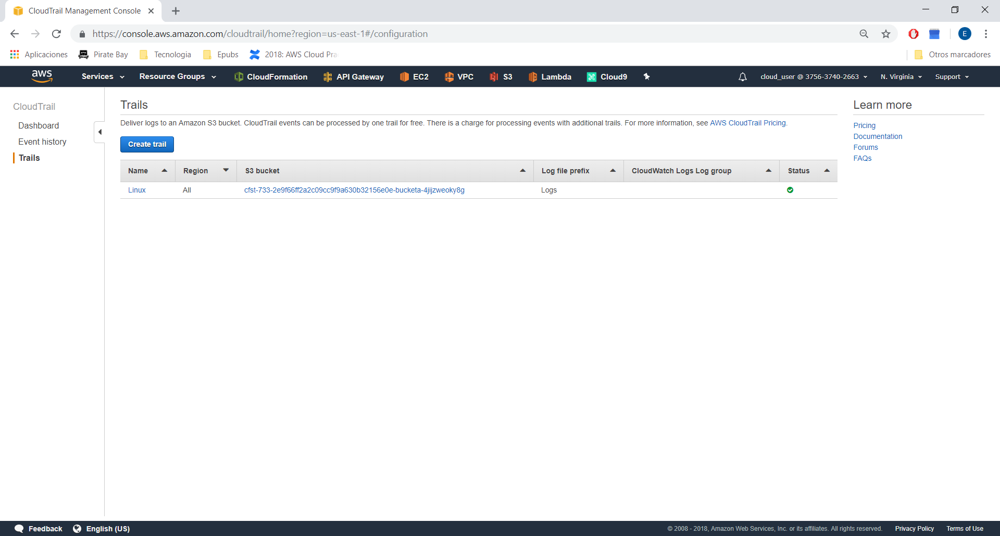 CloudTrail Management Console
https://console.aws.amazon.com/cloudtrail/home?region=us-east-1#/configuration
E
Aplicaciones Pirate Bay Tecnologia Epubs 2018: AWS Cloud Pra Otros marcadores
aws Services Resource Groups CloudFormation API Gateway EC2 VPC S3 Lambda Cloud9 cloud_user @ 3756-3740-2663 N. Virginia Support
CloudTrail
Dashboard
Event history
Trails
Trails
Deliver logs to an Amazon S3 bucket. CloudTrail events can be processed by one trail for free. There is a charge for processing events with additional trails. For more information, see AWS CloudTrail Pricing.
Create trail
Name Region S3 bucket Log file prefix CloudWatch Logs Log group Status
Linux All cfst-733-2e9f66ff2a2c09cc9f9a630b32156e0e-bucketa-4jijzweoky8g Logs
Learn more
Pricing
Documentation
Forums
FAQs
Feedback English (US) © 2008 - 2018, Amazon Web Services, Inc. or its affiliates. All rights reserved. Privacy Policy Terms of Use